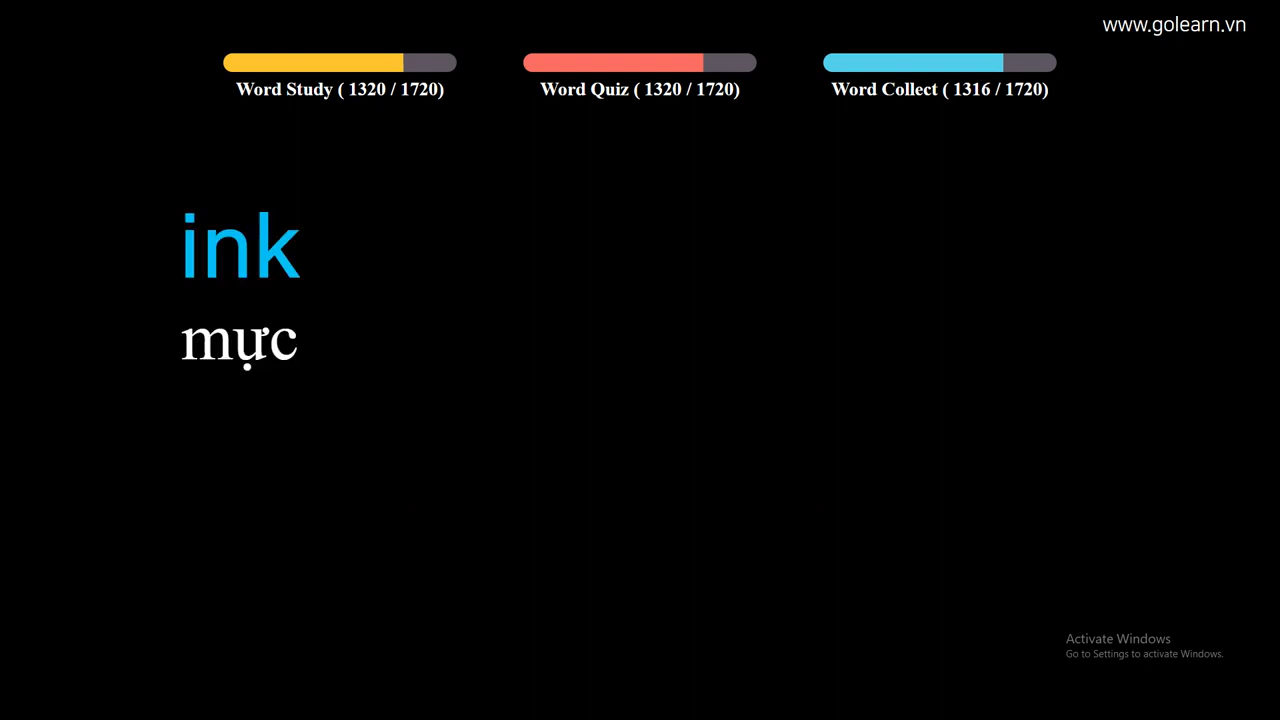 www.golearn.vn
Word Study ( 1320 / 1720)
Word Quiz ( 1320 / 1720)
Word Collect ( 1316 / 1720)
ink
mực
Activate Windows
Go to Settings to activate Windows.